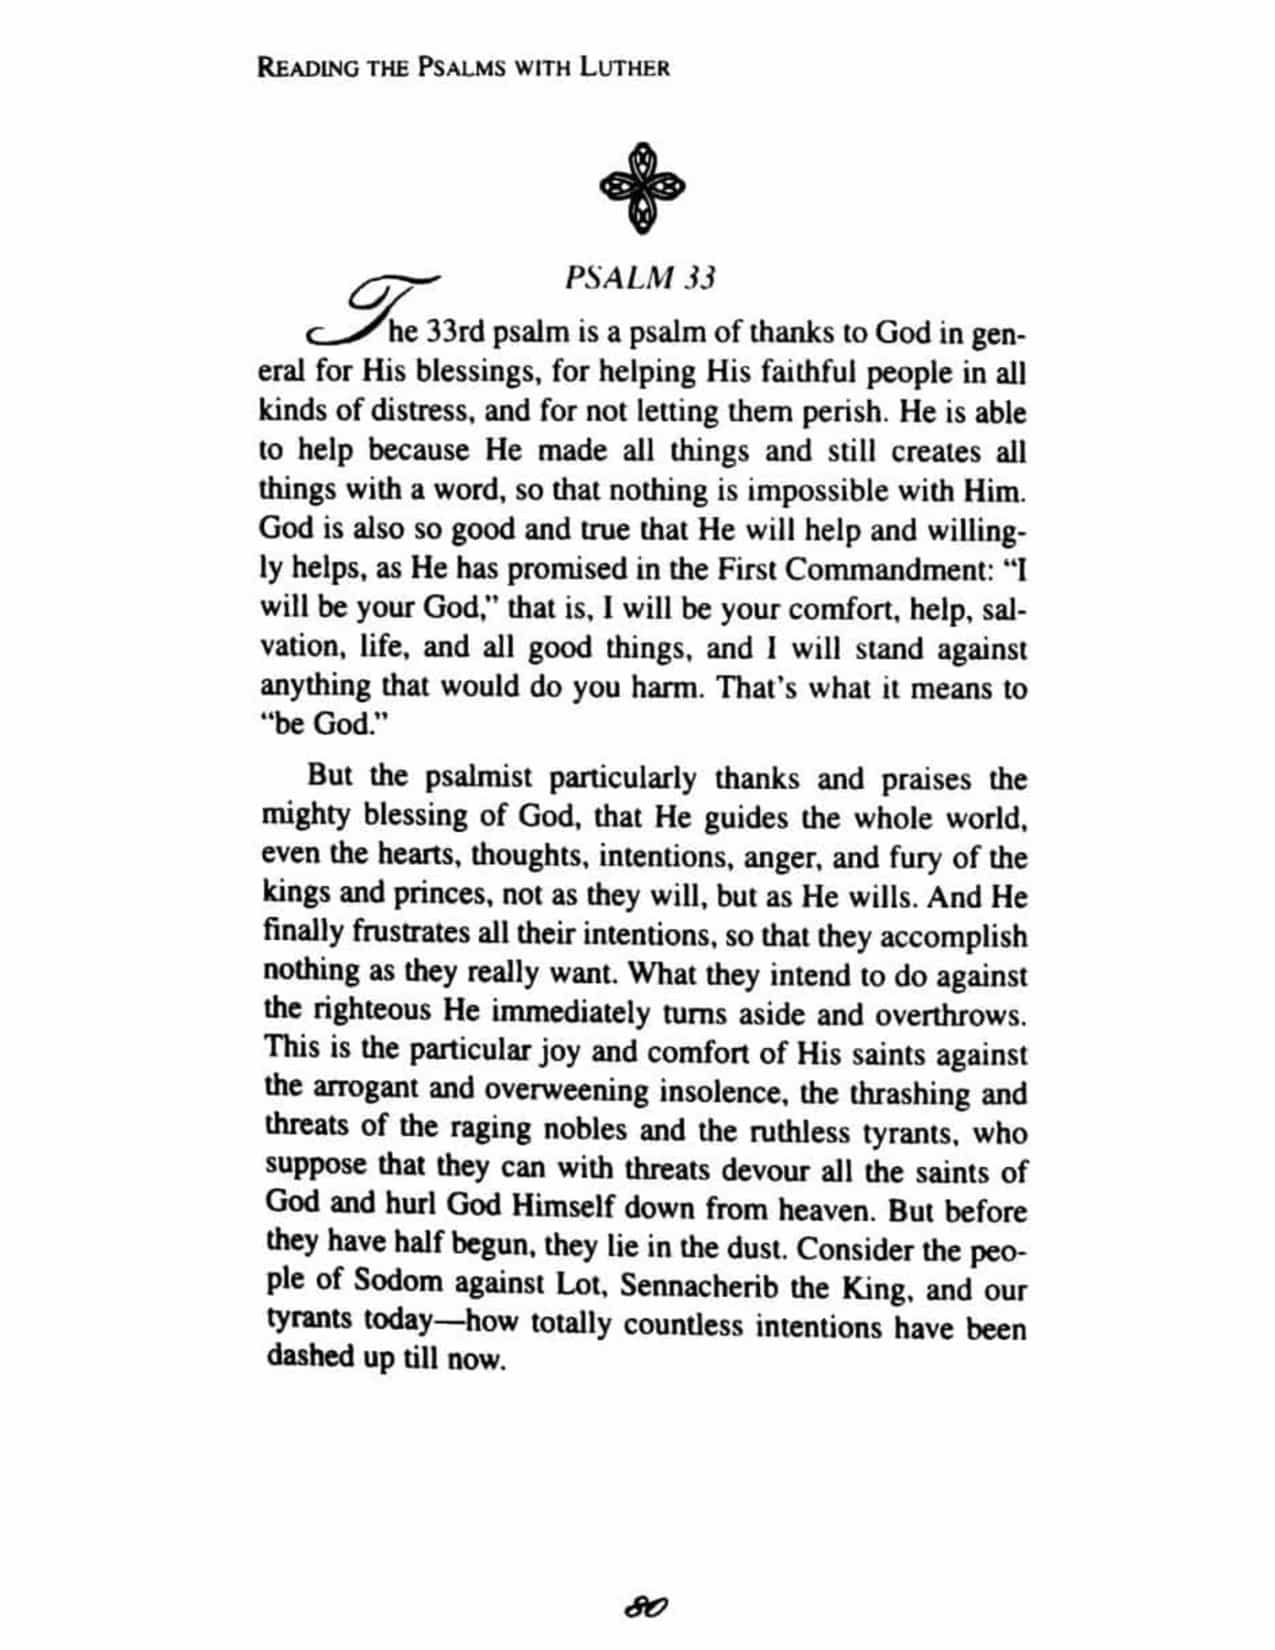 READING THE PSALMS WITH LUTHER
PSALM 33
The 33rd psalm is a psalm of thanks to God in gen-
eral for His blessings, for helping His faithful people in all
kinds of distress, and for not letting them perish. He is able
to help because He made all things and still creates all
things with a word, so that nothing is impossible with Him.
God is also so good and true that He will help and willing-
ly helps, as He has promised in the First Commandment: “I
will be your God,” that is, I will be your comfort, help, sal-
vation, life, and all good things, and I will stand against
anything that would do you harm. That’s what it means to
“be God.”
But the psalmist particularly thanks and praises the
mighty blessing of God, that He guides the whole world,
even the hearts, thoughts, intentions, anger, and fury of the
kings and princes, not as they will, but as He wills. And He
finally frustrates all their intentions, so that they accomplish
nothing as they really want. What they intend to do against
the righteous He immediately turns aside and overthrows.
This is the particular joy and comfort of His saints against
the arrogant and overweening insolence, the thrashing and
threats of the raging nobles and the ruthless tyrants, who
suppose that they can with threats devour all the saints of
God and hurl God Himself down from heaven. But before
they have half begun, they lie in the dust. Consider the peo-
ple of Sodom against Lot, Sennacherib the King, and our
tyrants today—how totally countless intentions have been
dashed up till now.
80